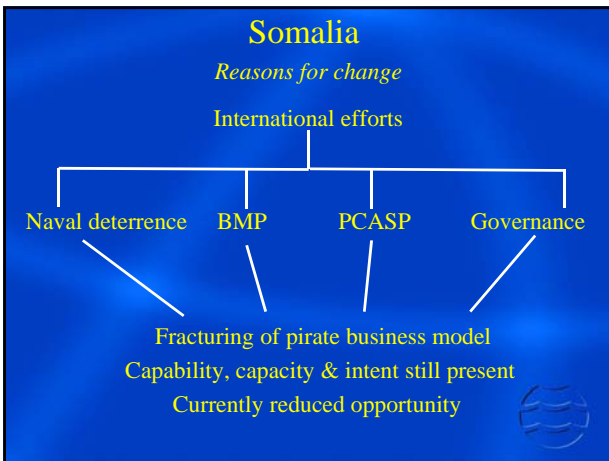 Somalia
Reasons for change
International efforts
Naval deterrence BMP PCASP Governance
Fracturing of pirate business model
Capability, capacity & intent still present
Currently reduced opportunity